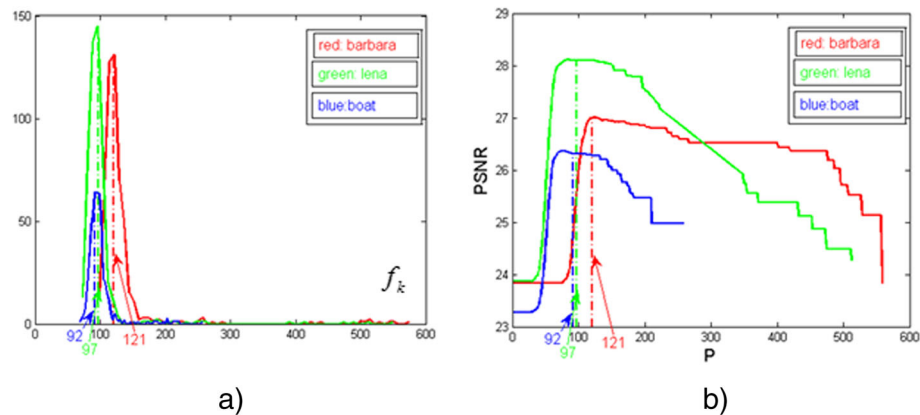 150
100
50
0
0
100
200
300
400
500
600
red: barbara
green: lena
blue:boat
f_k
92
97
121
a)
29
28
27
26
25
24
23
PSNR
0
100
200
300
400
500
600
P
red: barbara
green: lena
blue:boat
92
97
121
b)